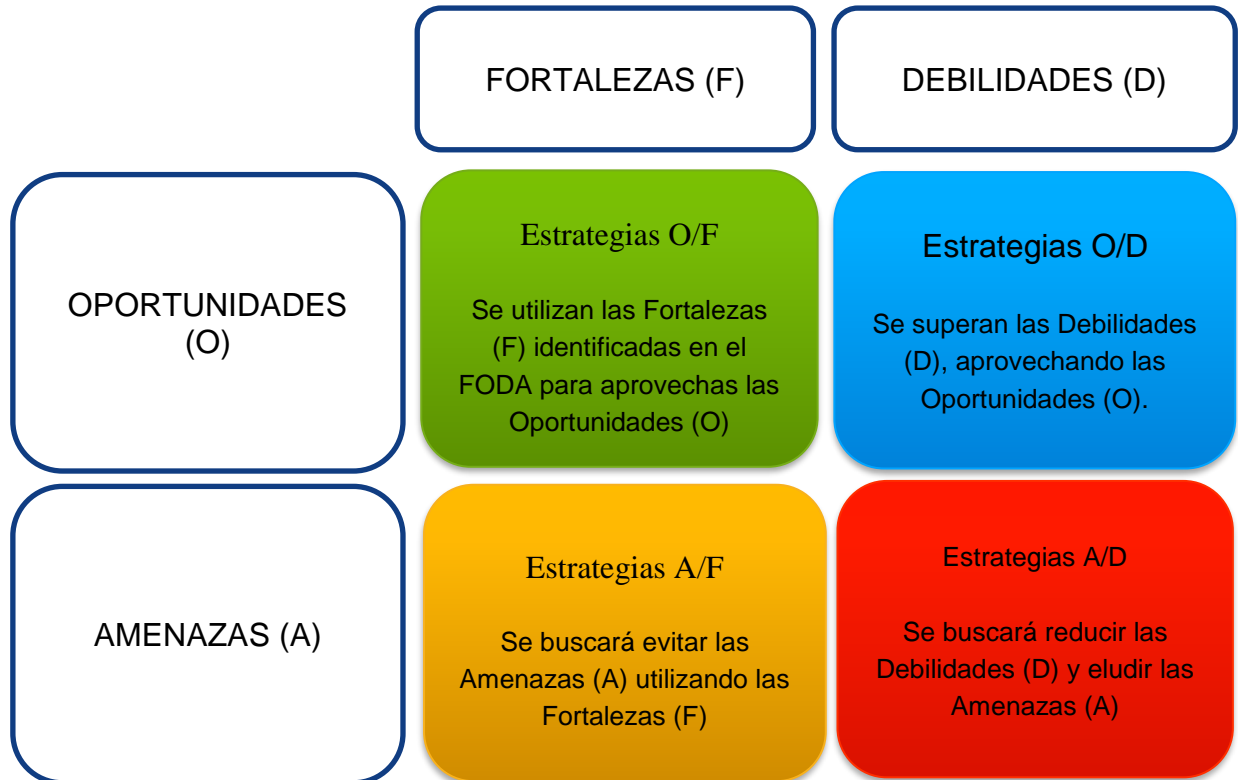 FORTALEZAS (F)
DEBILIDADES (D)
OPORTUNIDADES
(O)
Estrategias O/F
Se utilizan las Fortalezas
(F) identificadas en el
FODA para aprovechas las
Oportunidades (O)
Estrategias O/D
Se superan las Debilidades
(D), aprovechando las
Oportunidades (O).
AMENAZAS (A)
Estrategias A/F
Se buscará evitar las
Amenazas (A) utilizando las
Fortalezas (F)
Estrategias A/D
Se buscará reducir las
Debilidades (D) y eludir las
Amenazas (A)